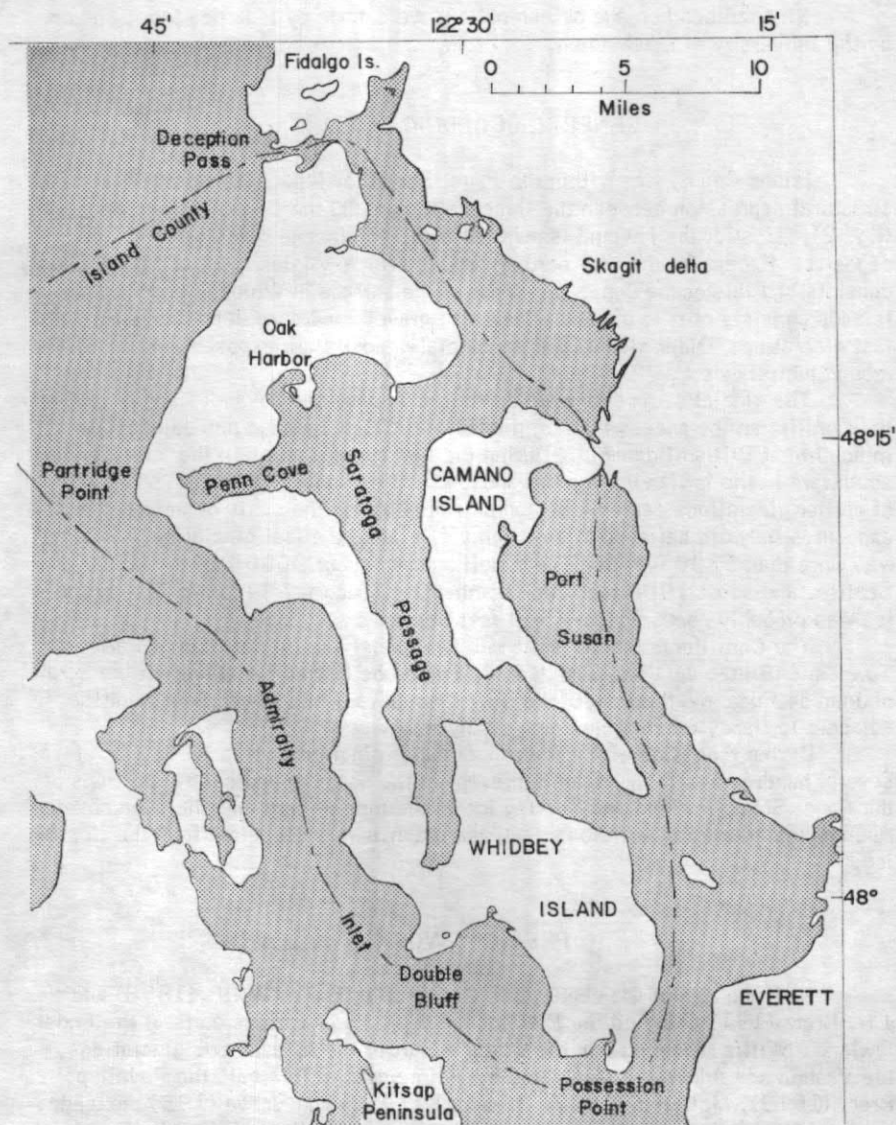 45'
122°30'
15'
Fidalgo Is.
0 5 10
Miles
Deception
Pass
Island County
Skagit delta
Oak
Harbor
48°15'
Partridge
Point
Penn Cove
Saratoga
Passage
CAMANO
ISLAND
Port
Susan
Admiralty
Inlet
WHIDBEY
ISLAND
48°
Double
Bluff
EVERETT
Kitsap
Peninsula
Possession
Point